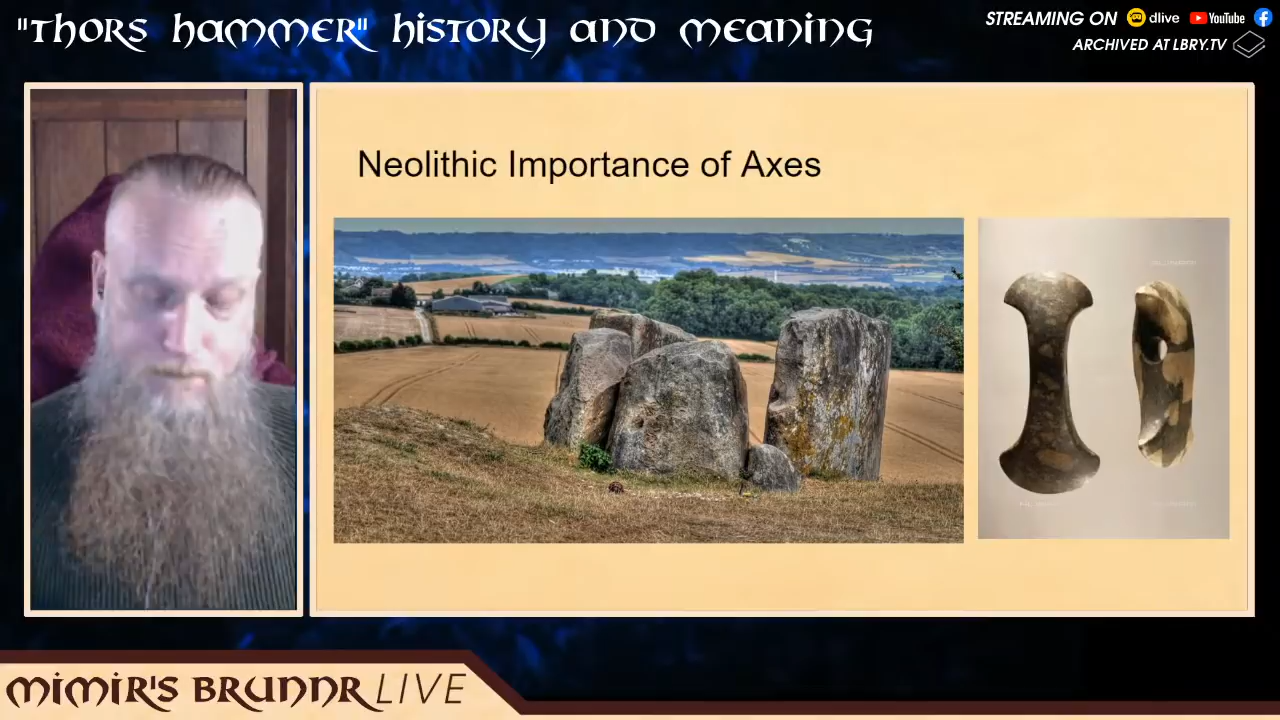 "Thors hammer" history and meaning
STREAMING ON dlive YouTube
ARCHIVED AT LBRY.TV
Neolithic Importance of Axes
MIMIR'S BRUNNR LIVE